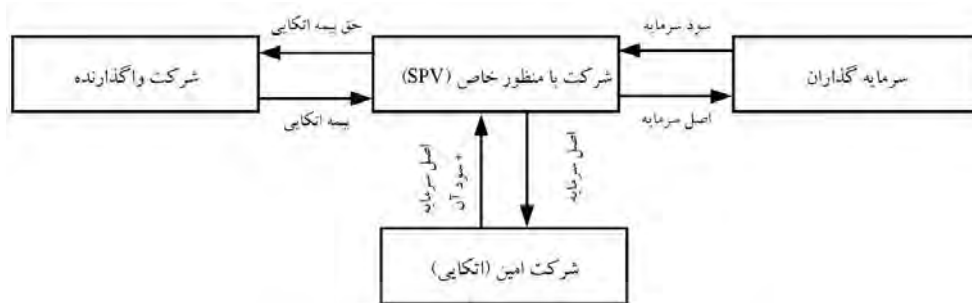 سود سرمایه
حق بیمه اتکایی
سرمایه گذاران
شرکت با منظور خاص (SPV)
شرکت واگذارنده
اصل سرمایه
بیمه اتکایی
اصل سرمایه
اصل سرمایه
+سود آن
شرکت امین (اتکایی)